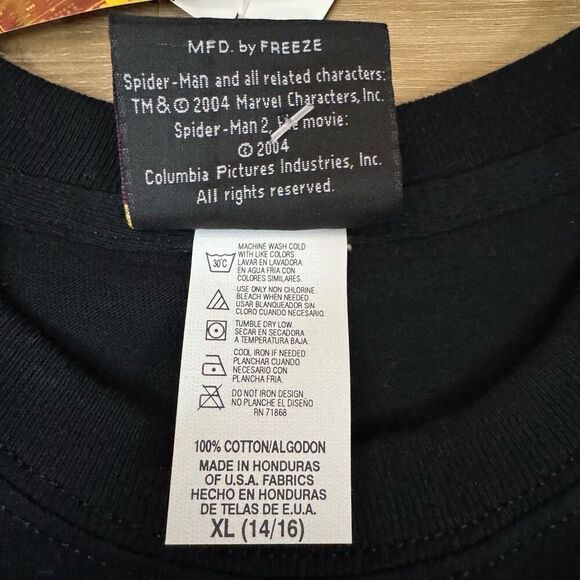 MFD. by FREEZE
Spider-Man and all related characters:
TM & © 2004 Marvel Characters, Inc.
Spider-Man 2, the movie:
© 2004
Columbia Pictures Industries, Inc.
All rights reserved.
30°C
MACHINE WASH COLD
WITH LIKE COLORS
LAVAR EN LAVADORA
EN AGUA FRIA CON
COLORES SIMILARES.
USE ONLY NON CHLORINE.
BLEACH WHEN NEEDED.
USAR BLANQUEADOR SIN
CLORO CUANDO NECESARIO.
TUMBLE DRY LOW.
SECAR EN SECADORA
A TEMPERATURA BAJA.
COOL IRON IF NEEDED.
PLANCHAR CUANDO
NECESARIO CON
PLANCHA FRIA.
DO NOT IRON DESIGN
NO PLANCHE EL DISEÑO
RN 71868
100% COTTON/ALGODON
MADE IN HONDURAS
OF U.S.A. FABRICS
HECHO EN HONDURAS
DE TELAS DE E.U.A.
XL (14/16)